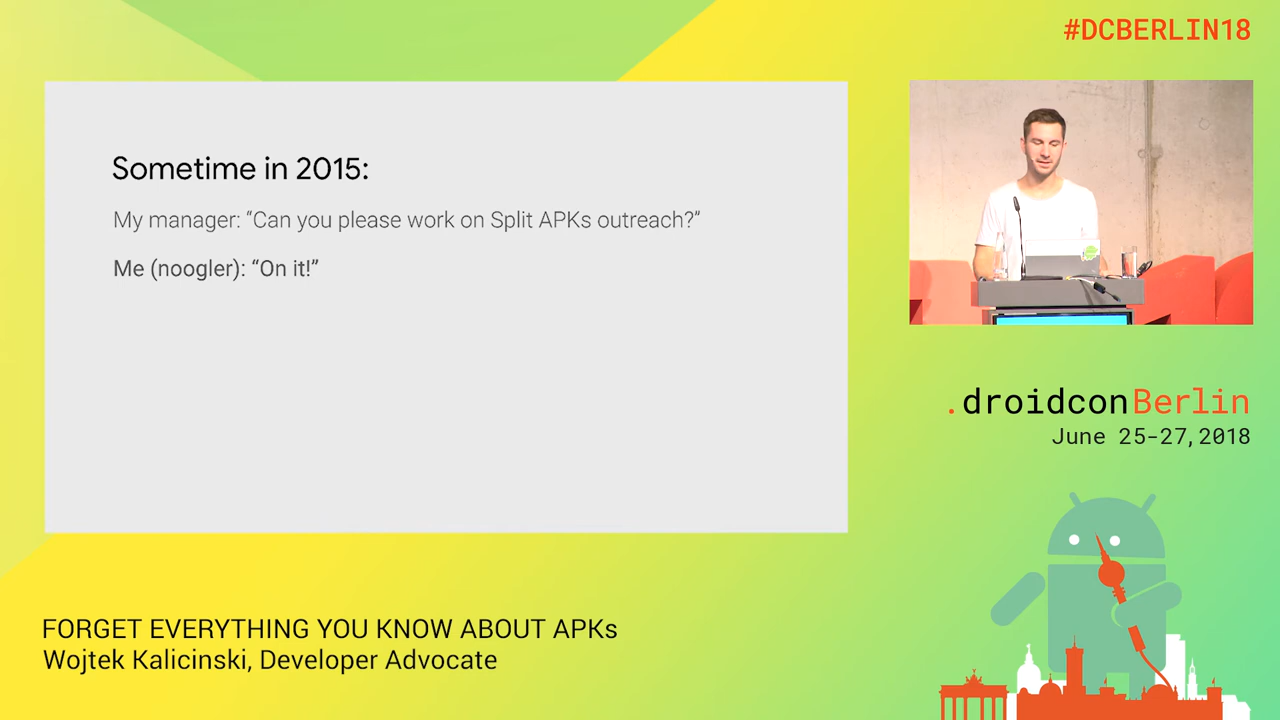 #DCBERLIN18
Sometime in 2015:
My manager: “Can you please work on Split APKs outreach?”
Me (noogler): “On it!”
.droidconBerlin
June 25-27, 2018
FORGET EVERYTHING YOU KNOW ABOUT APKs
Wojtek Kalicinski, Developer Advocate